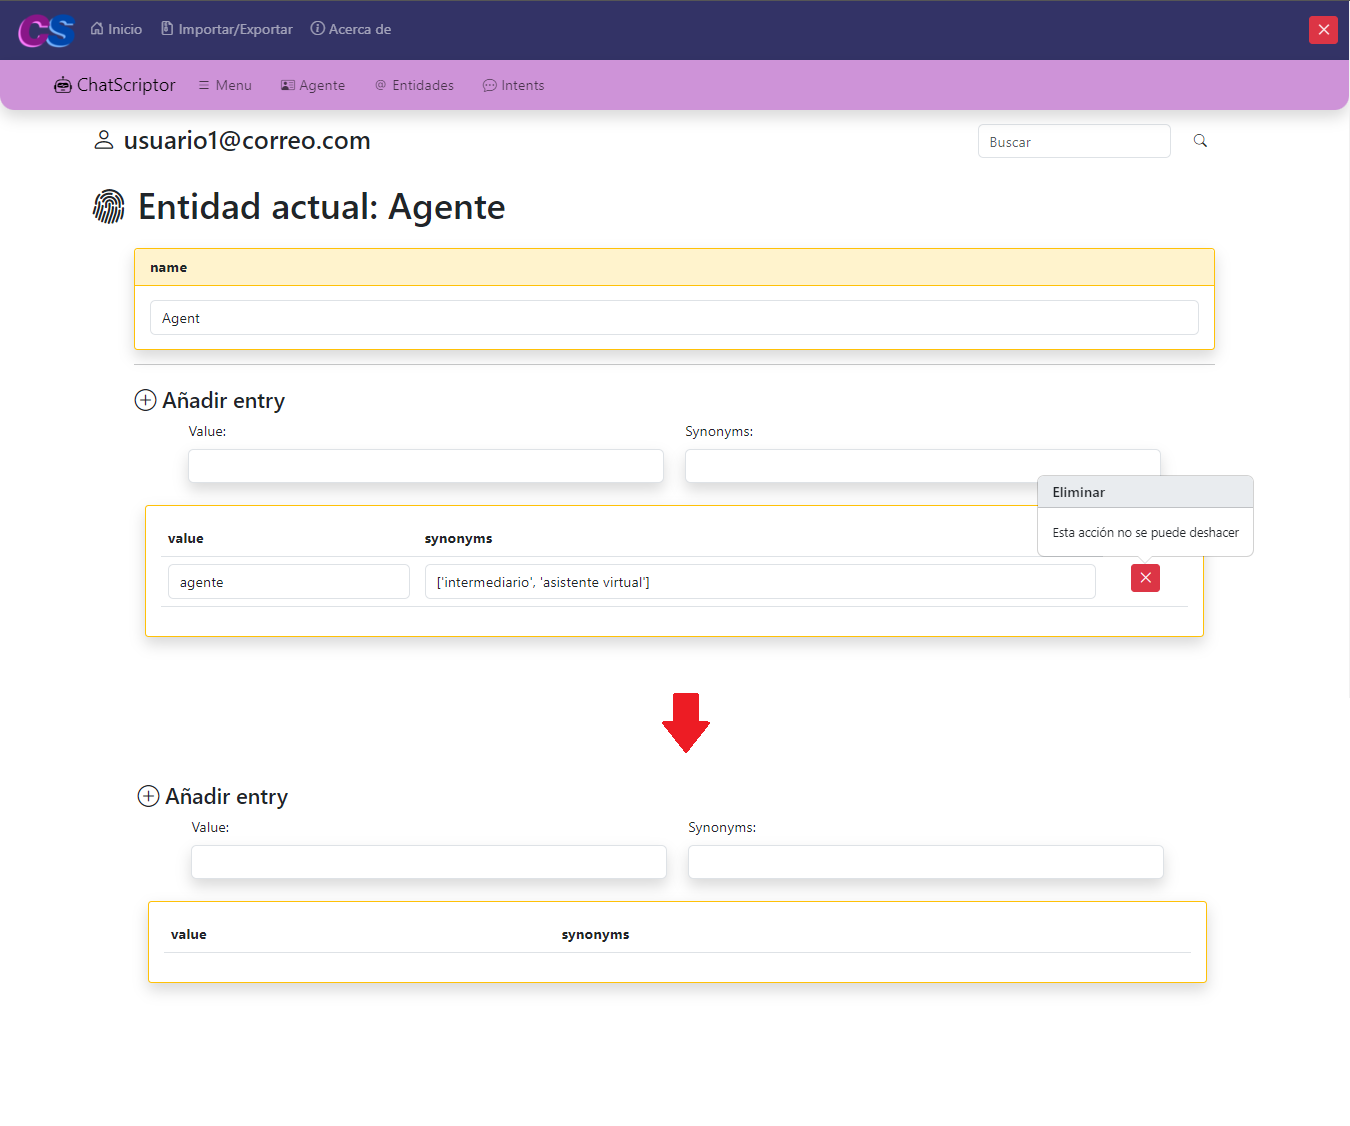 CS Inicio Importar/Exportar Acerca de
ChatScriptor Menu Agente Entidades Intents
usuario1@correo.com Buscar
Entidad actual: Agente
name
Agent
Añadir entry
Value: Synonyms:
Eliminar
Esta acción no se puede deshacer
value synonyms
agente ['intermediario', 'asistente virtual']
Añadir entry
Value: Synonyms:
value synonyms